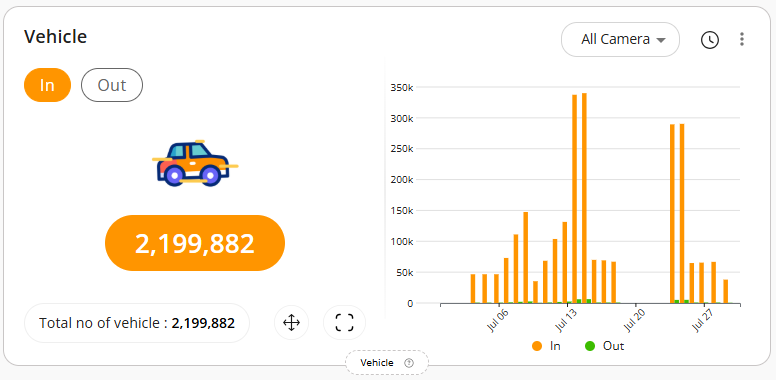 Vehicle
All Camera
In
Out
2,199,882
Total no of vehicle : 2,199,882
350k
300k
250k
200k
150k
100k
50k
0
Jul 06
Jul 13
Jul 20
Jul 27
In
Out
Vehicle ?